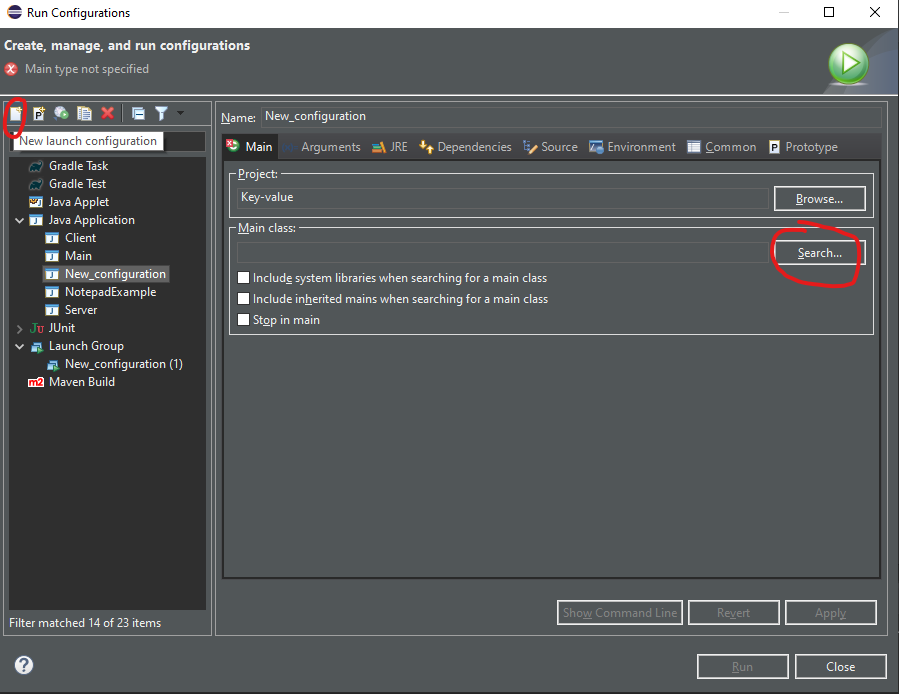 Run Configurations
Create, manage, and run configurations
Main type not specified
New launch configuration
Gradle Task
Gradle Test
Java Applet
Java Application
Client
Main
New_configuration
NotepadExample
Server
Ju JUnit
Launch Group
New_configuration (1)
m2 Maven Build
Filter matched 14 of 23 items
Name: New_configuration
Main Arguments JRE Dependencies Source Environment Common P Prototype
Project:
Key-value Browse...
Main class:
Search...
Include system libraries when searching for a main class
Include inherited mains when searching for a main class
Stop in main
Show Command Line Revert Apply
? Run Close